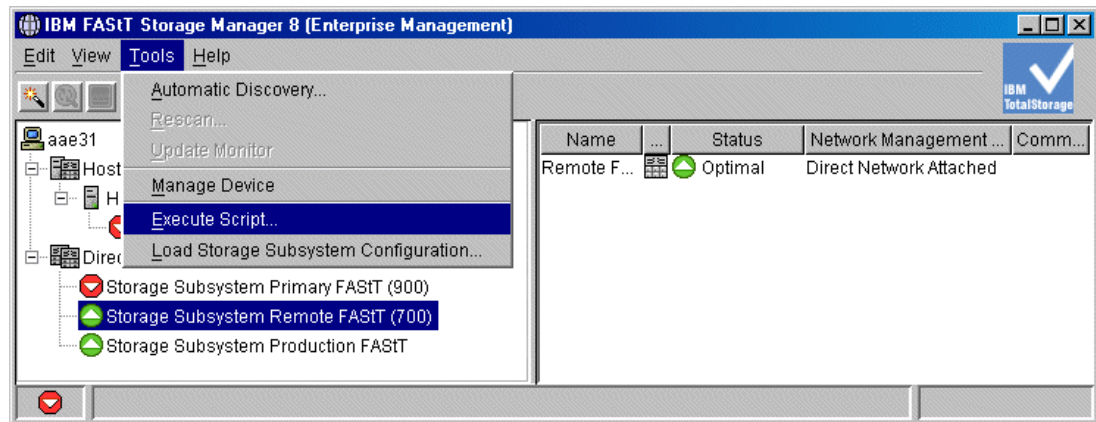 IBM FAStT Storage Manager 8 (Enterprise Management)
Edit View Tools Help
IBM
TotalStorage
Automatic Discovery...
Rescan...
Update Monitor
Manage Device
Execute Script...
Load Storage Subsystem Configuration...
aae31
Host
H
Direc
Storage Subsystem Primary FAStT (900)
Storage Subsystem Remote FAStT (700)
Storage Subsystem Production FAStT
Name ... Status Network Management ... Comm...
Remote F... Optimal Direct Network Attached